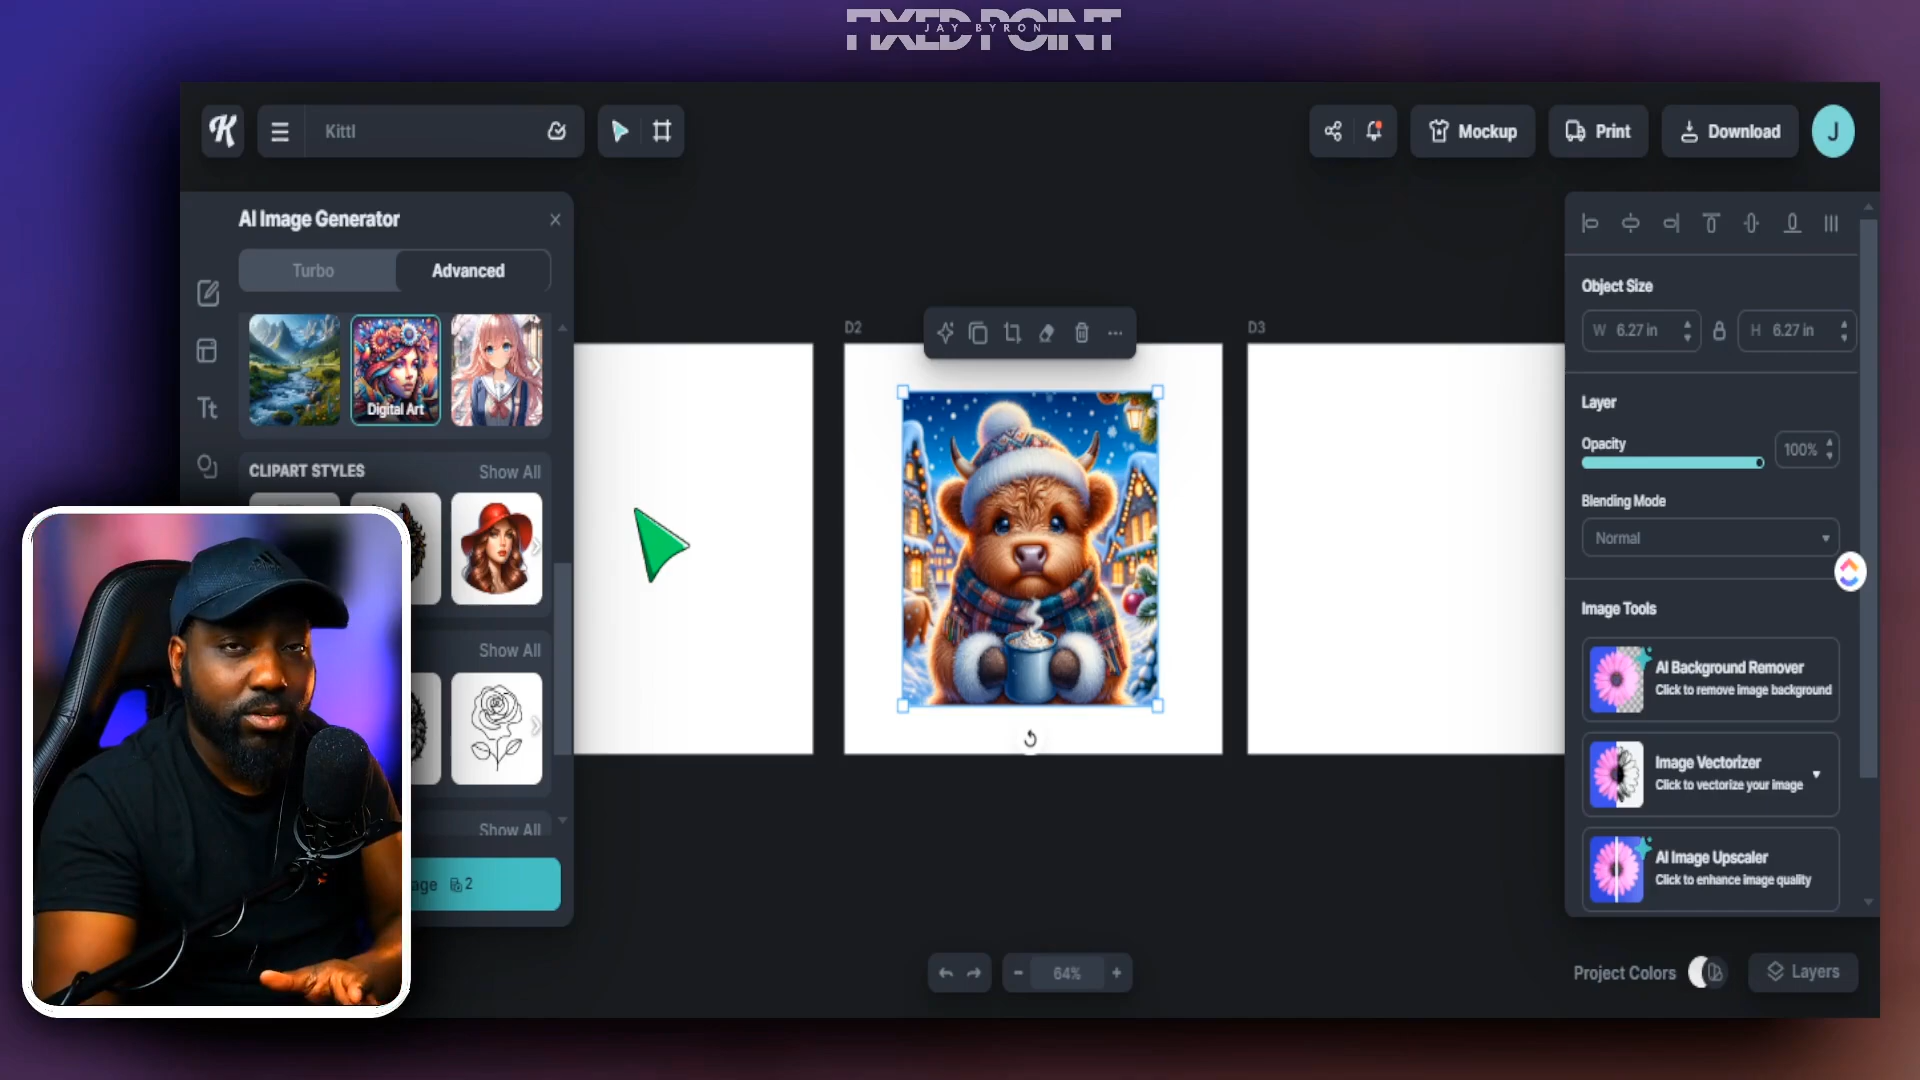 FIXED POINT
JAY BYRON
K
Kittl
Mockup
Print
Download
J
AI Image Generator
Turbo
Advanced
Digital Art
CLIPART STYLES
Show All
Show All
Show All
age
2
Tt
D2
D3
Object Size
W 6.27 in
H 6.27 in
Layer
Opacity
100%
Blending Mode
Normal
Image Tools
AI Background Remover
Click to remove image background
Image Vectorizer
Click to vectorize your image
AI Image Upscaler
Click to enhance image quality
64%
Project Colors
Layers